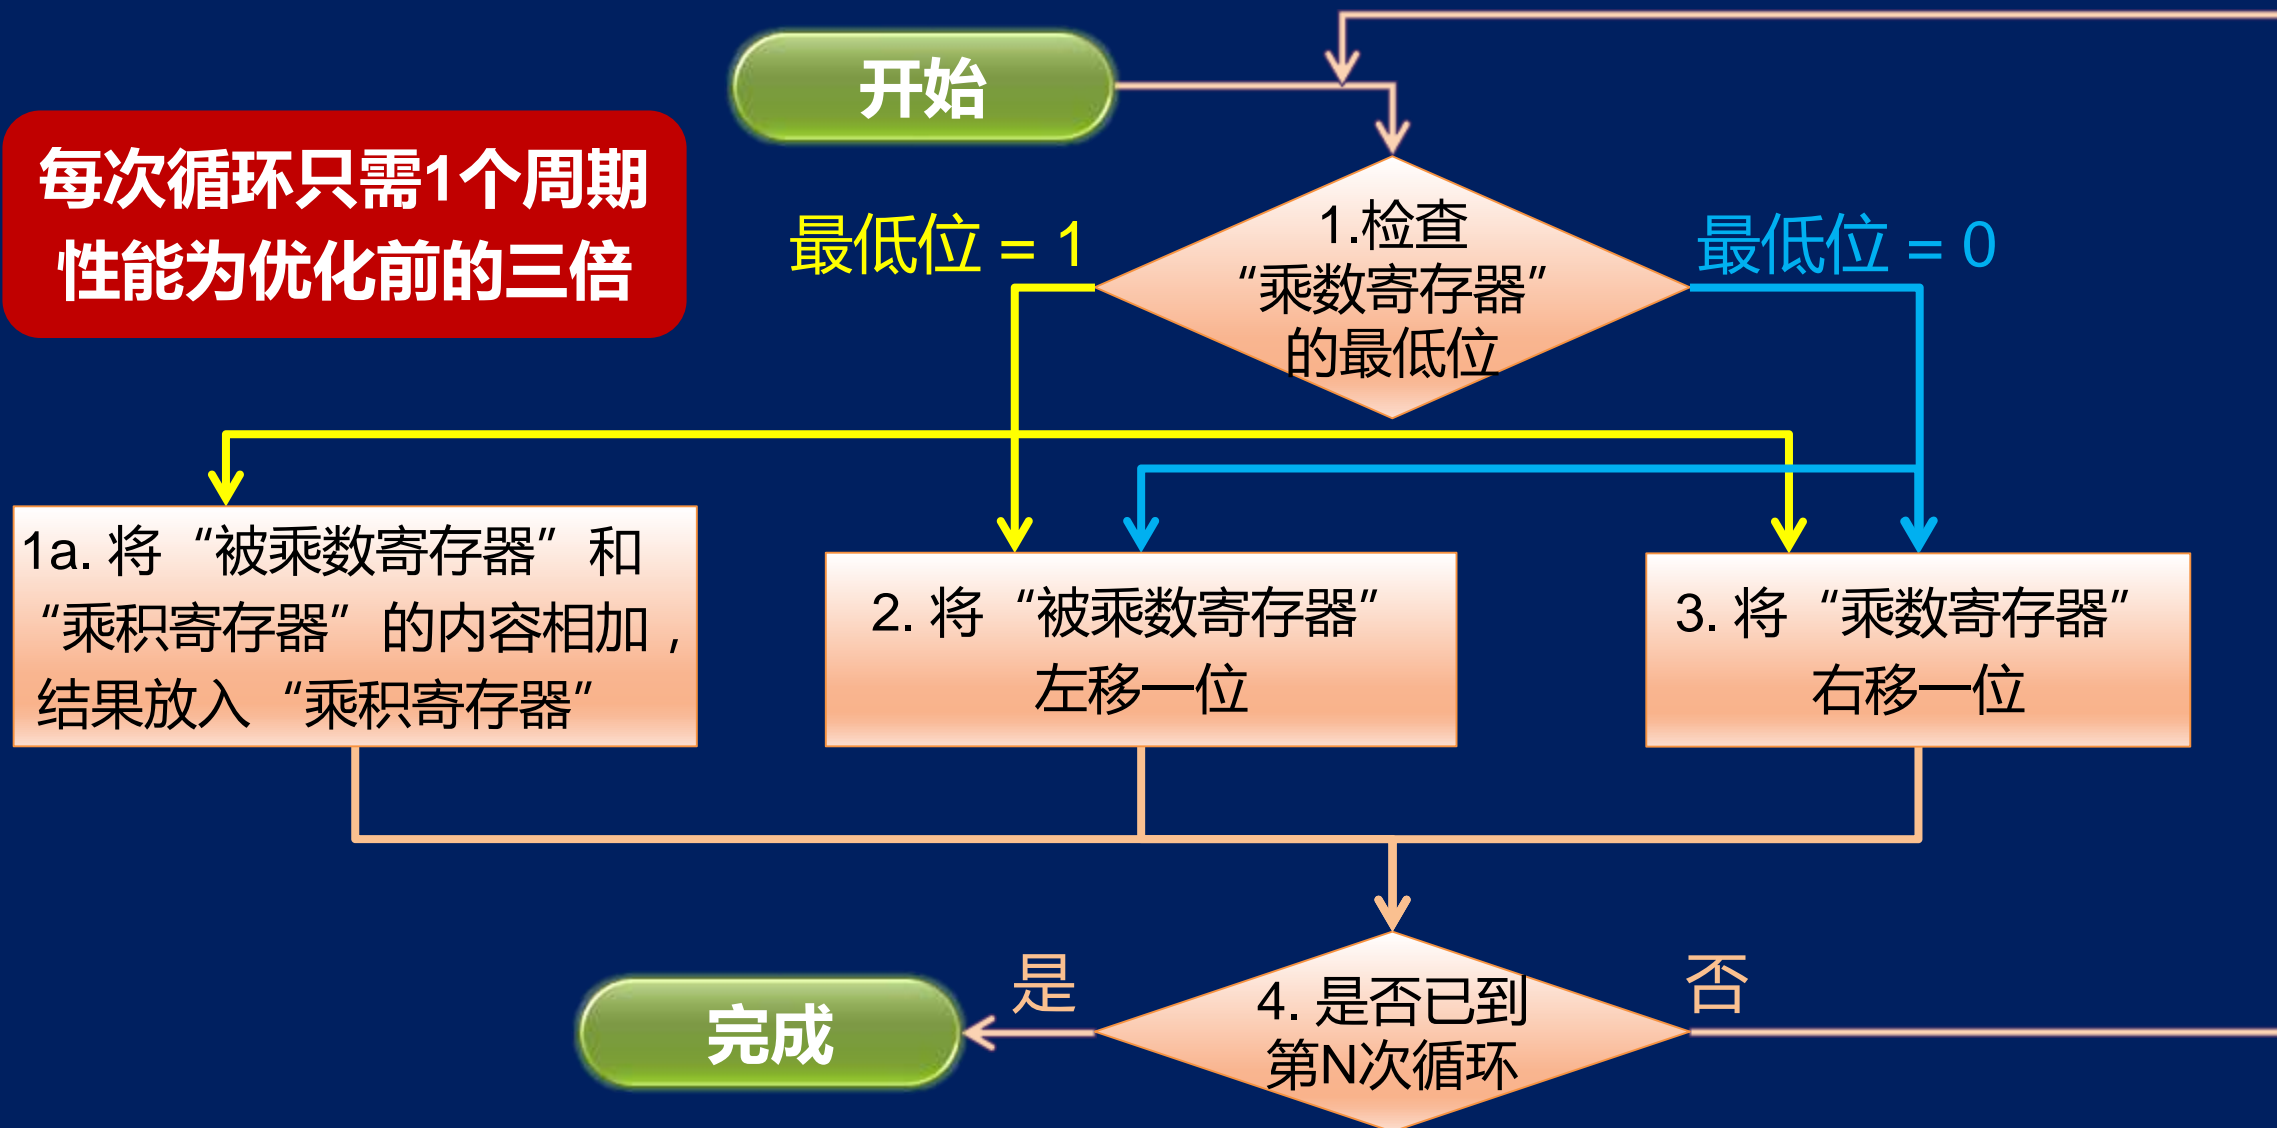 开始
每次循环只需1个周期
性能为优化前的三倍
最低位 = 1
1.检查
“乘数寄存器”
的最低位
最低位 = 0
1a. 将“被乘数寄存器”和
“乘积寄存器”的内容相加，
结果放入“乘积寄存器”
2. 将“被乘数寄存器”
左移一位
3. 将“乘数寄存器”
右移一位
完成
是
4. 是否已到
第N次循环
否